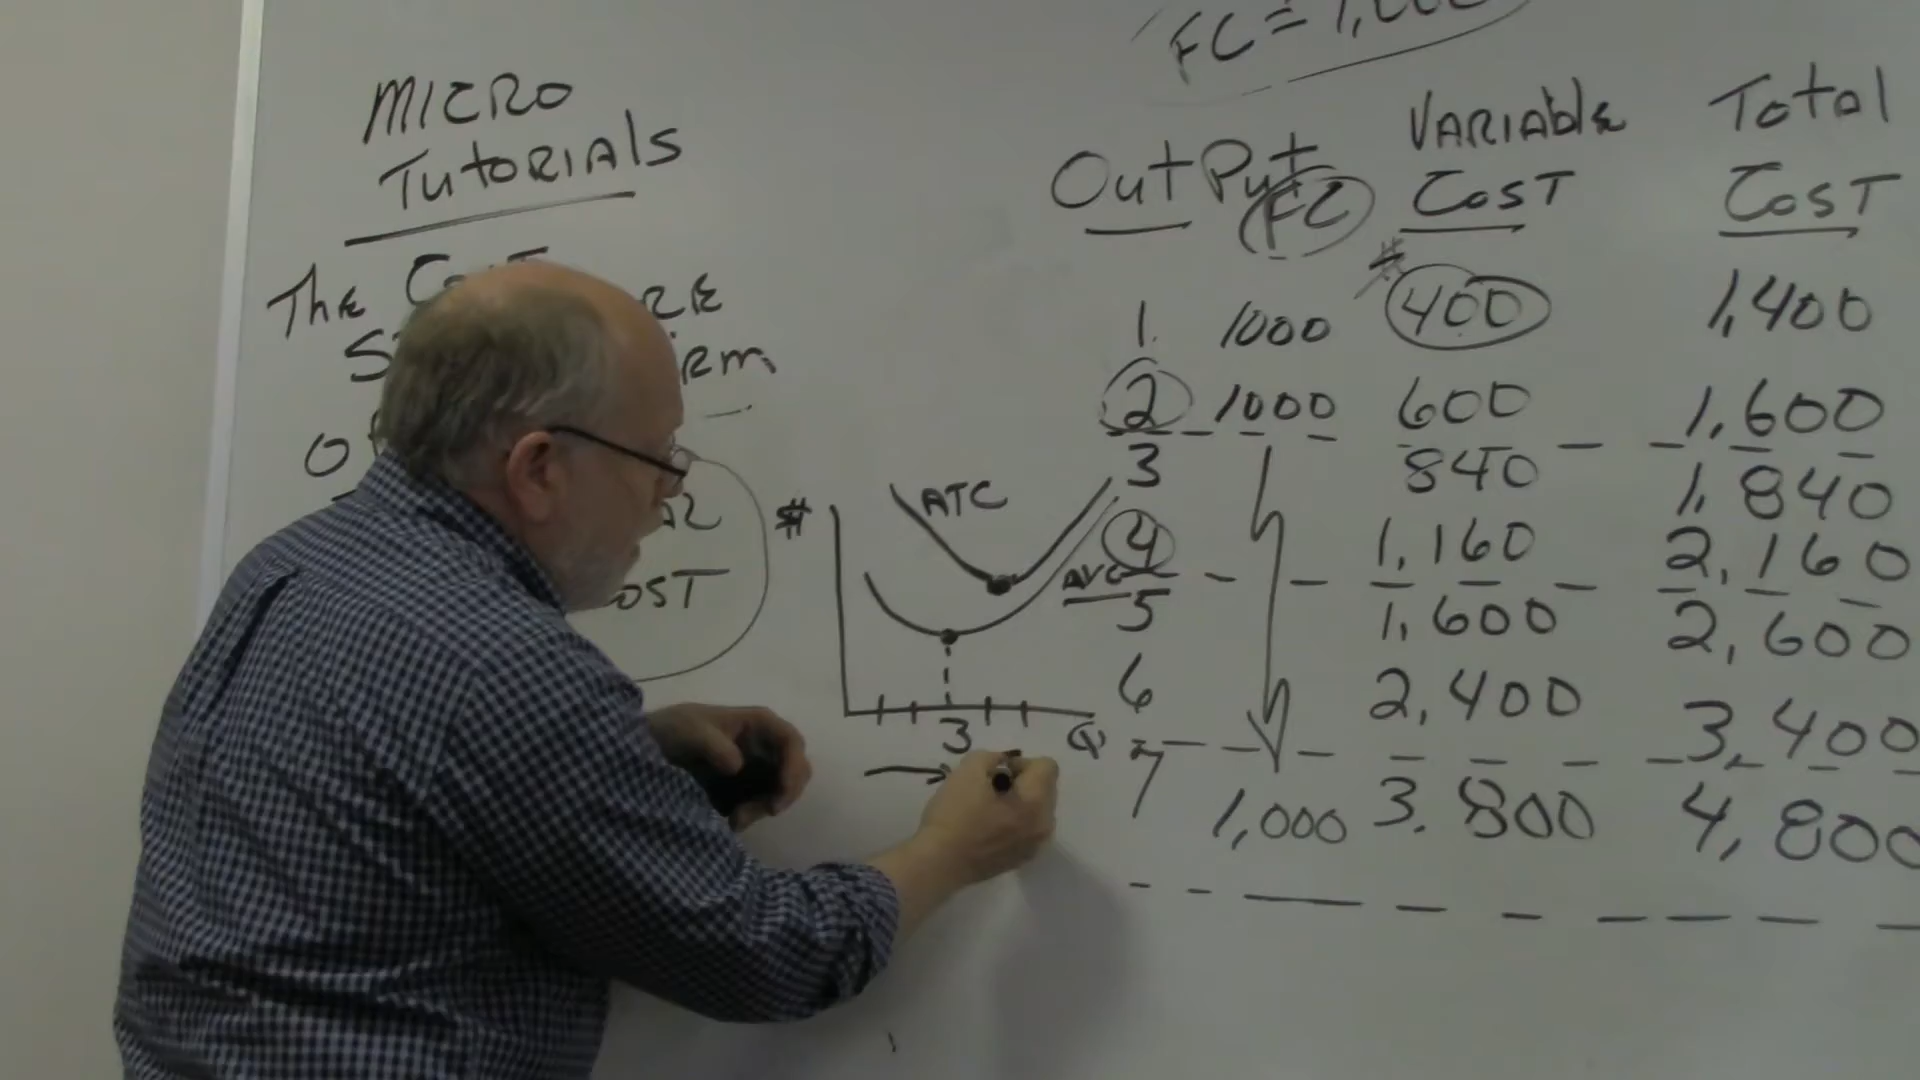 MICRO
TutoRIAls
The
O
OST
FC = 1,000
OutPut
FC
VARIAblE
COST
Total
COST
1. 1000 400 1,400
2 1000 600 1,600
3 840 1,840
4 1,160 2,160
5 1,600 2,600
6 2,400 3,400
7 1,000 3.800 4,800
$
ATC
AVC
3
Q